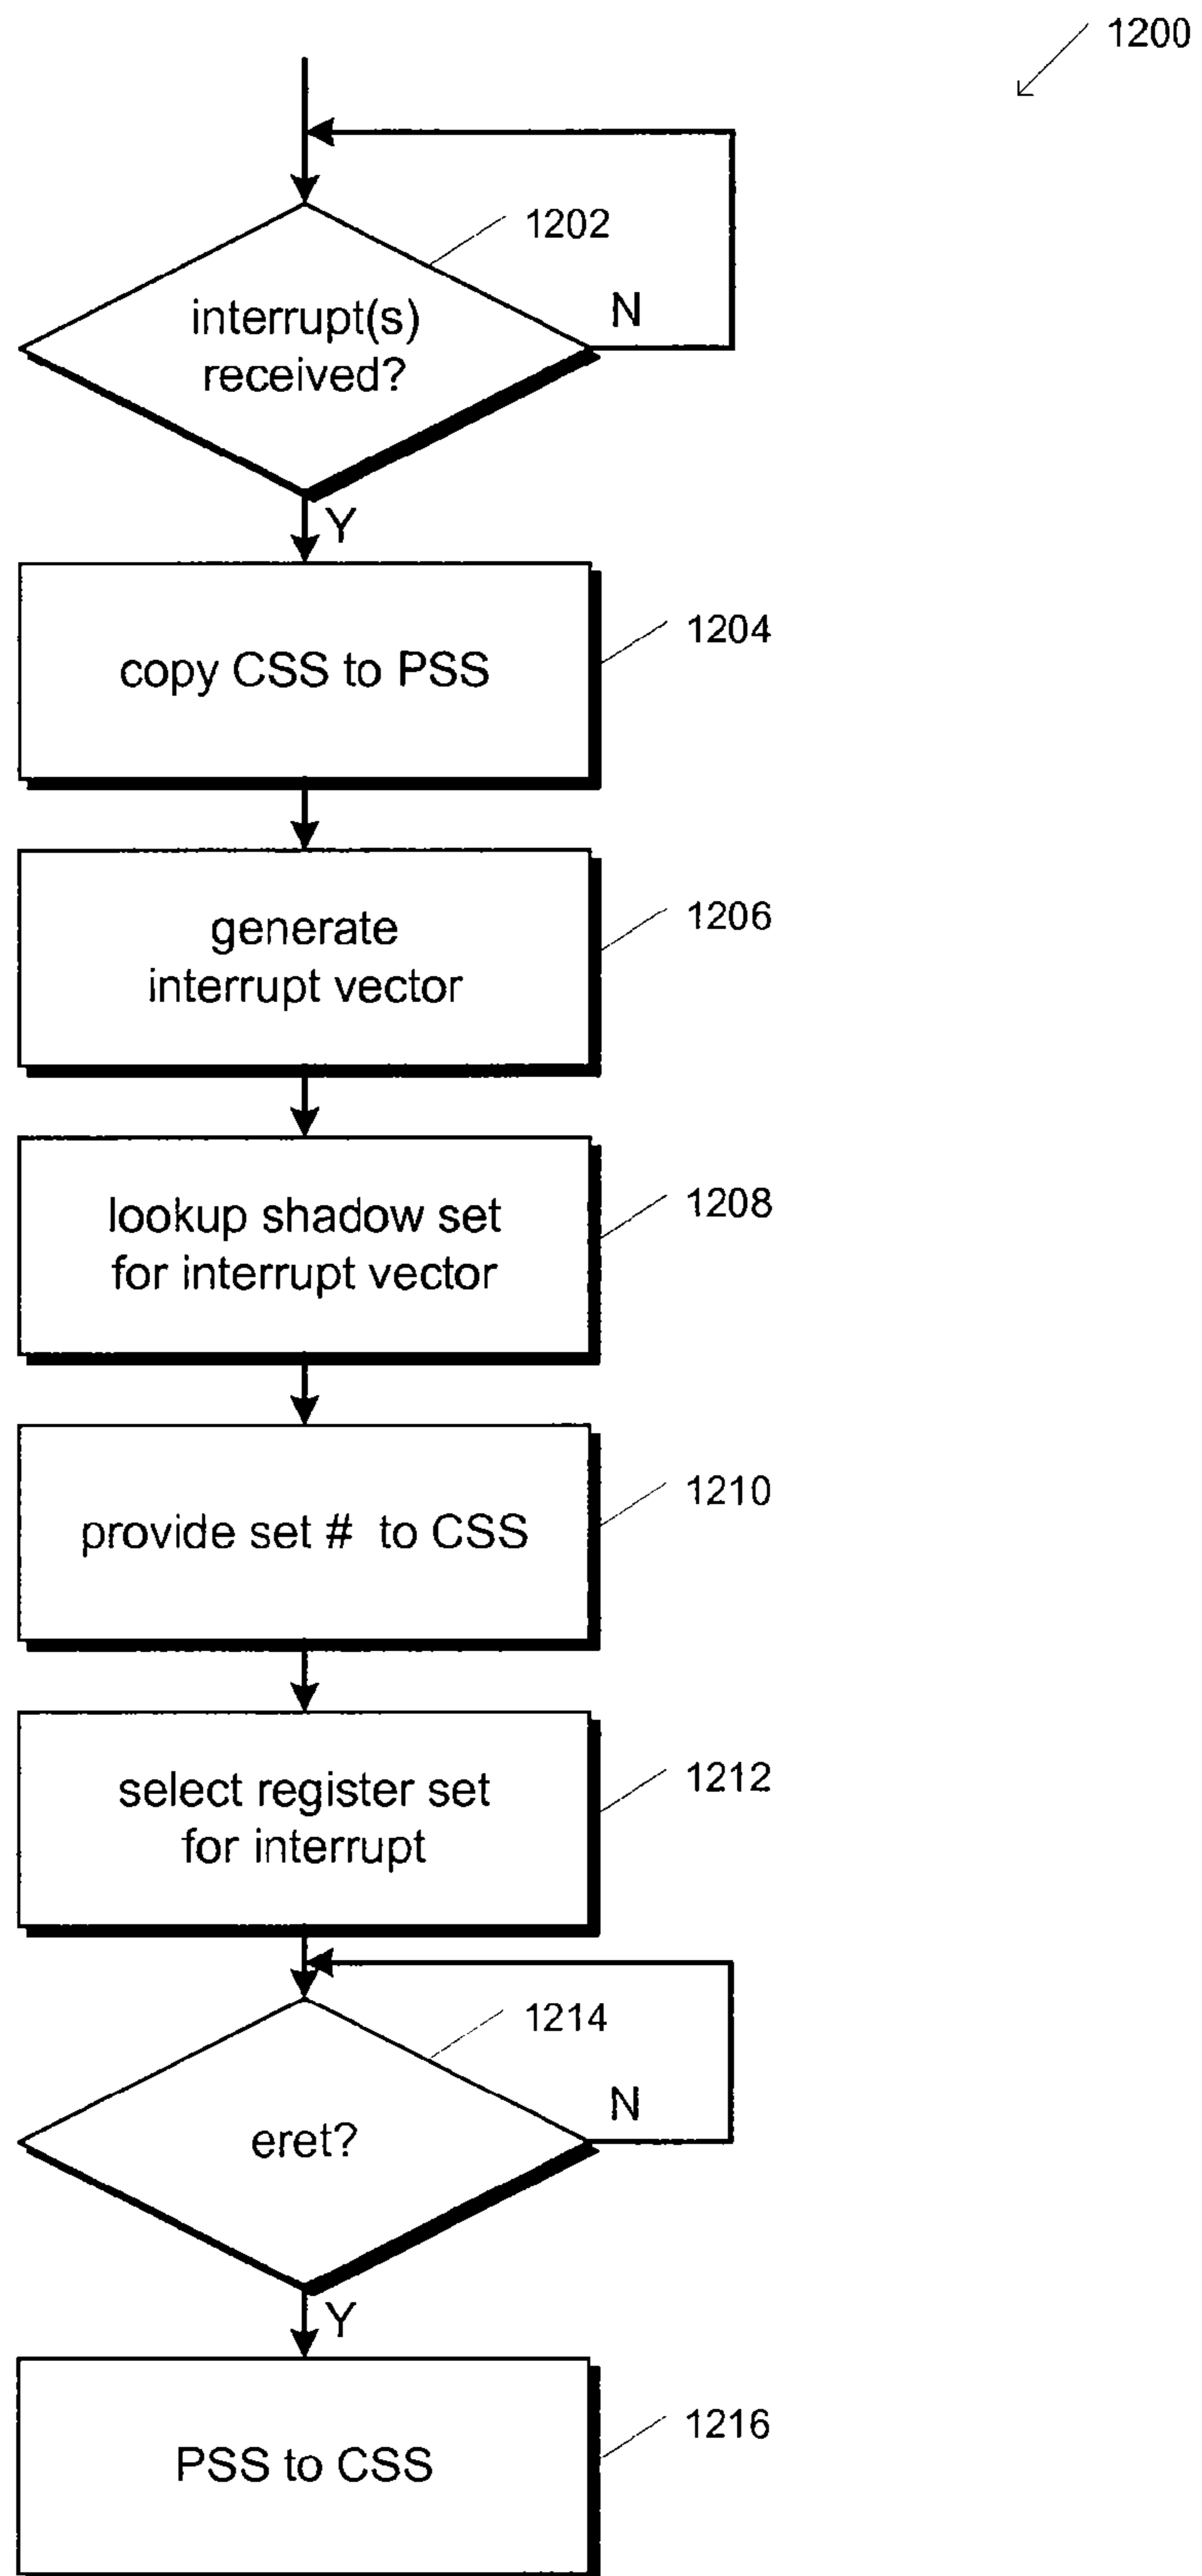 1200
1202
interrupt(s)
received?
N
Y
1204
copy CSS to PSS
1206
generate
interrupt vector
1208
lookup shadow set
for interrupt vector
1210
provide set # to CSS
1212
select register set
for interrupt
1214
eret?
N
Y
1216
PSS to CSS